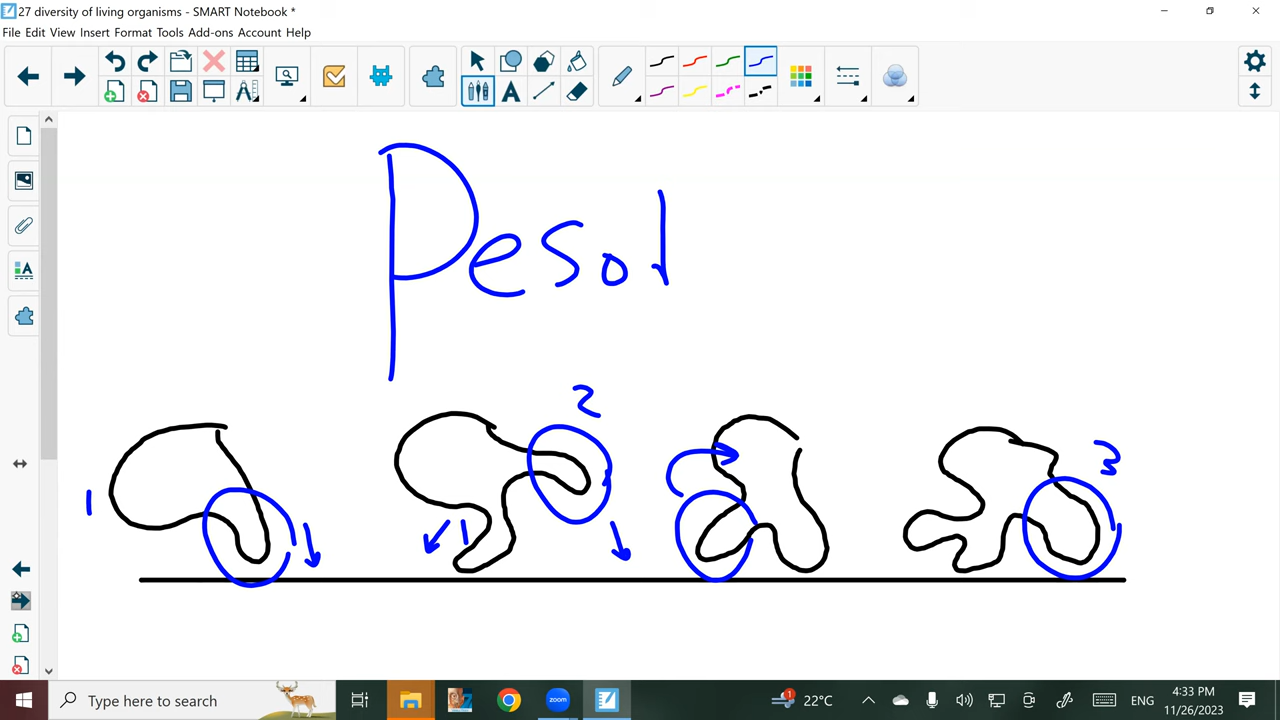 27 diversity of living organisms - SMART Notebook *
File Edit View Insert Format Tools Add-ons Account Help
Pesol
2
3
1
1
Type here to search
1
22°C
ENG
4:33 PM
11/26/2023